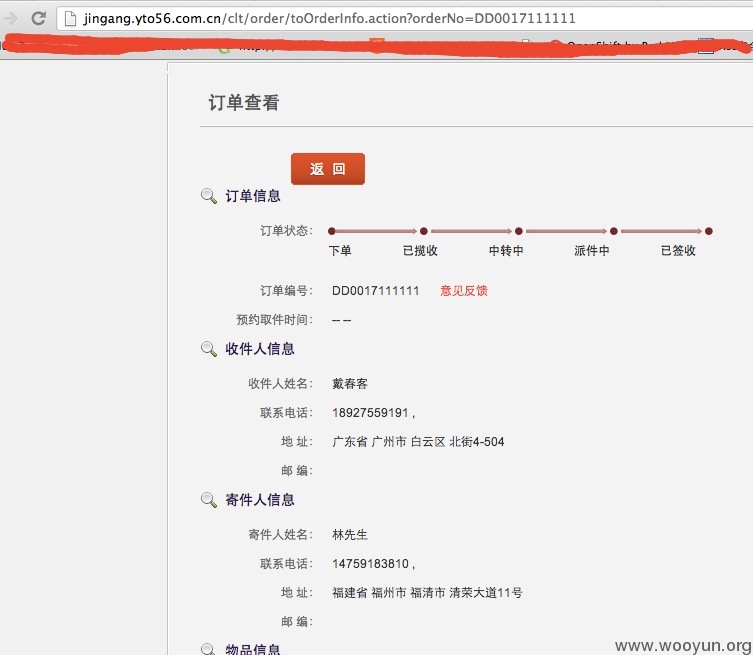 jingang.yto56.com.cn/clt/order/toOrderInfo.action?orderNo=DD0017111111
订单查看
返 回
订单信息
订单状态：
下单 已揽收 中转中 派件中 已签收
订单编号： DD0017111111 意见反馈
预约取件时间： -- --
收件人信息
收件人姓名： 戴春客
联系电话： 18927559191 ,
地 址： 广东省 广州市 白云区 北街4-504
邮 编：
寄件人信息
寄件人姓名： 林先生
联系电话： 14759183810 ,
地 址： 福建省 福州市 福清市 清荣大道11号
邮 编：
物品信息
www.wooyun.org